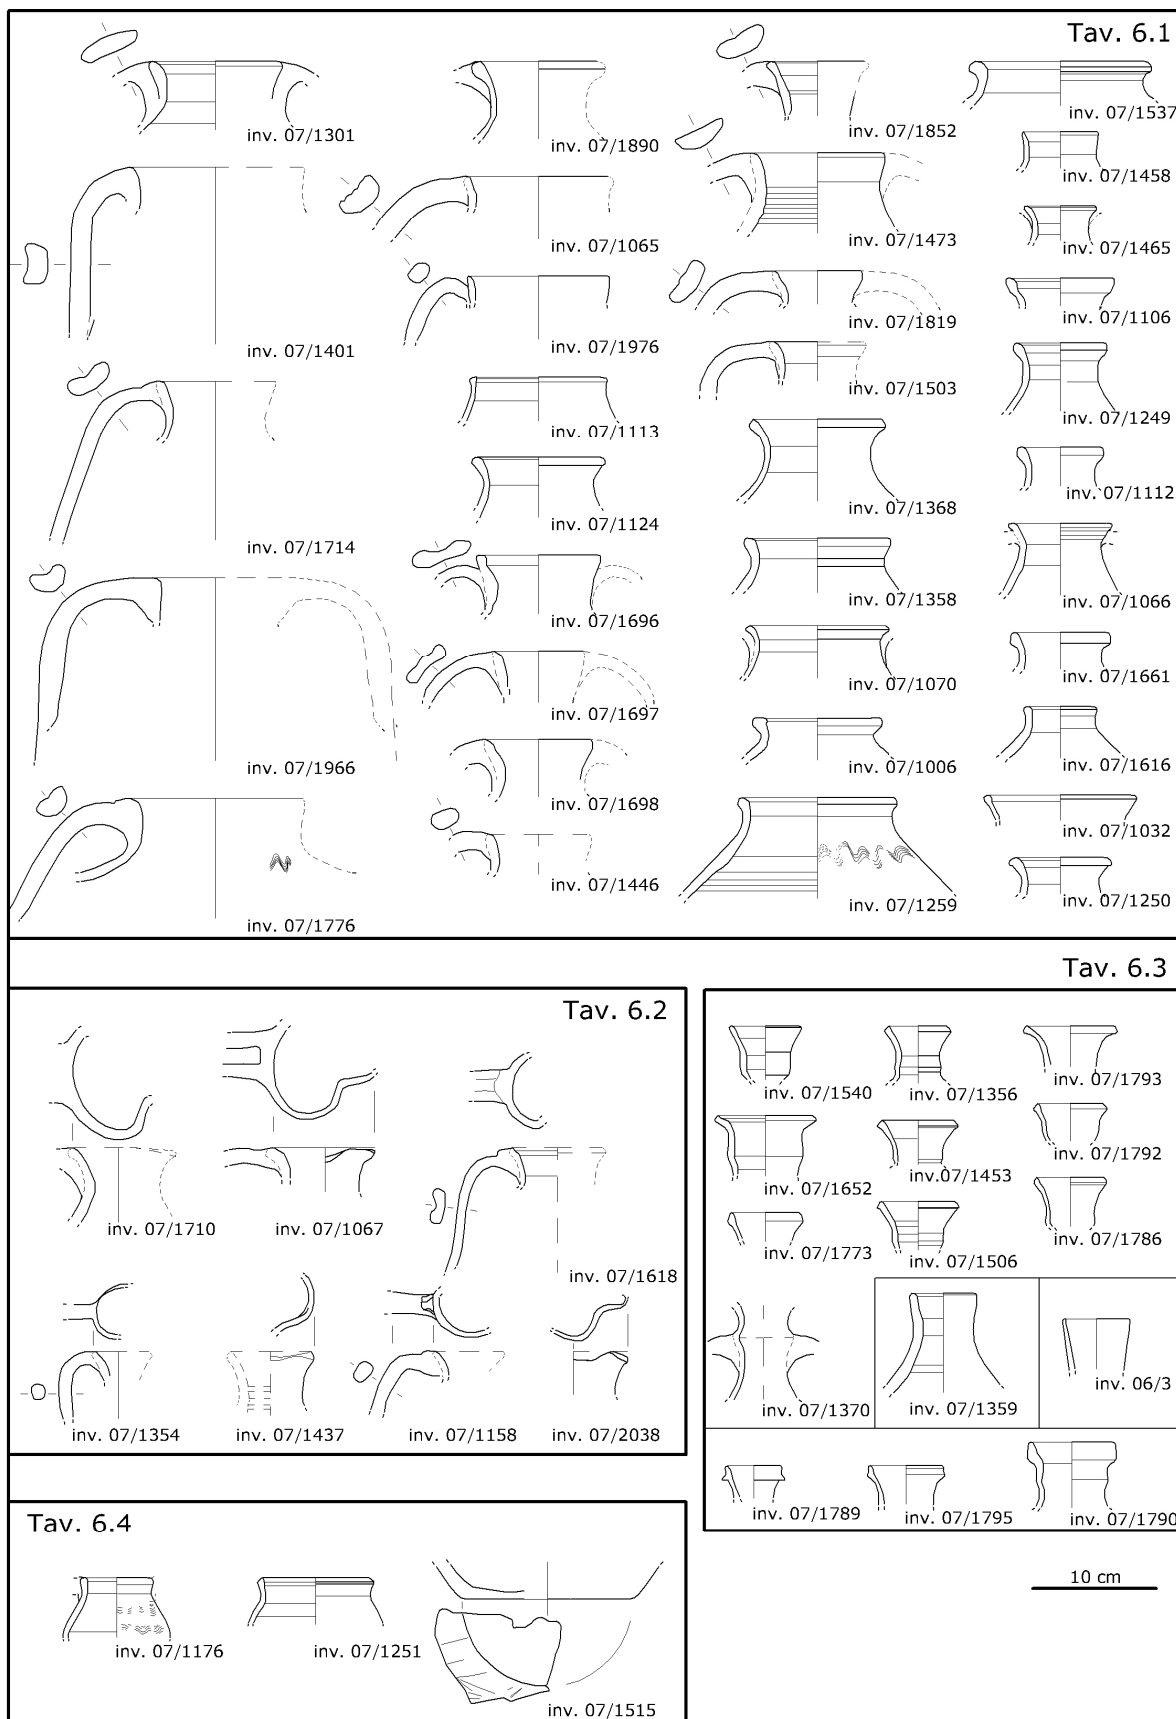 Tav. 6.1
inv. 07/1301
inv. 07/1890
inv. 07/1852
inv. 07/1537
inv. 07/1458
inv. 07/1065
inv. 07/1473
inv. 07/1465
inv. 07/1401
inv. 07/1976
inv. 07/1819
inv. 07/1106
inv. 07/1503
inv. 07/1249
inv. 07/1113
inv. 07/1714
inv. 07/1124
inv. 07/1368
inv. 07/1112
inv. 07/1696
inv. 07/1358
inv. 07/1066
inv. 07/1697
inv. 07/1070
inv. 07/1661
inv. 07/1966
inv. 07/1698
inv. 07/1006
inv. 07/1616
inv. 07/1032
inv. 07/1776
inv. 07/1446
inv. 07/1259
inv. 07/1250
Tav. 6.2
inv. 07/1710
inv. 07/1067
inv. 07/1618
inv. 07/1354
inv. 07/1437
inv. 07/1158
inv. 07/2038
Tav. 6.3
inv. 07/1540
inv. 07/1356
inv. 07/1793
inv. 07/1652
inv. 07/1453
inv. 07/1792
inv. 07/1773
inv. 07/1506
inv. 07/1786
inv. 07/1370
inv. 07/1359
inv. 06/3
inv. 07/1789
inv. 07/1795
inv. 07/1790
Tav. 6.4
inv. 07/1176
inv. 07/1251
inv. 07/1515
10 cm